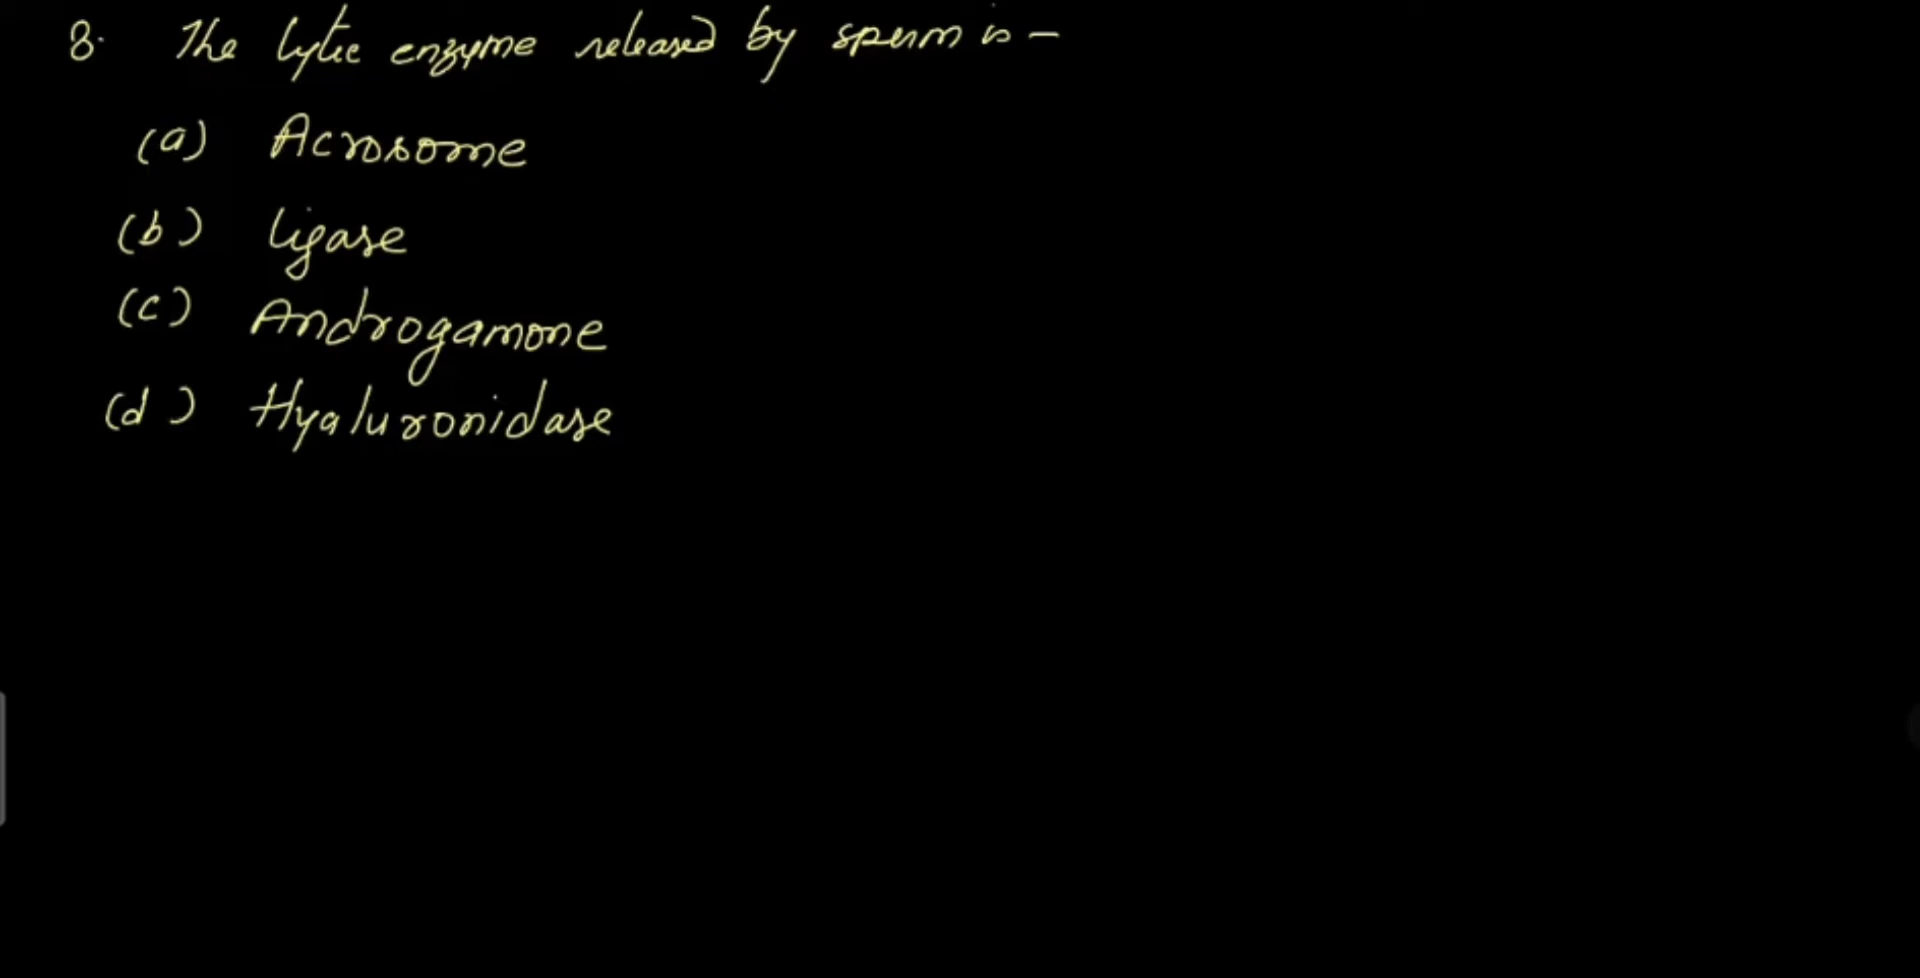 8. The lytic enzyme released by sperm is -
(a) Acrosome
(b) ligase
(c) Androgamone
(d) Hyaluronidase